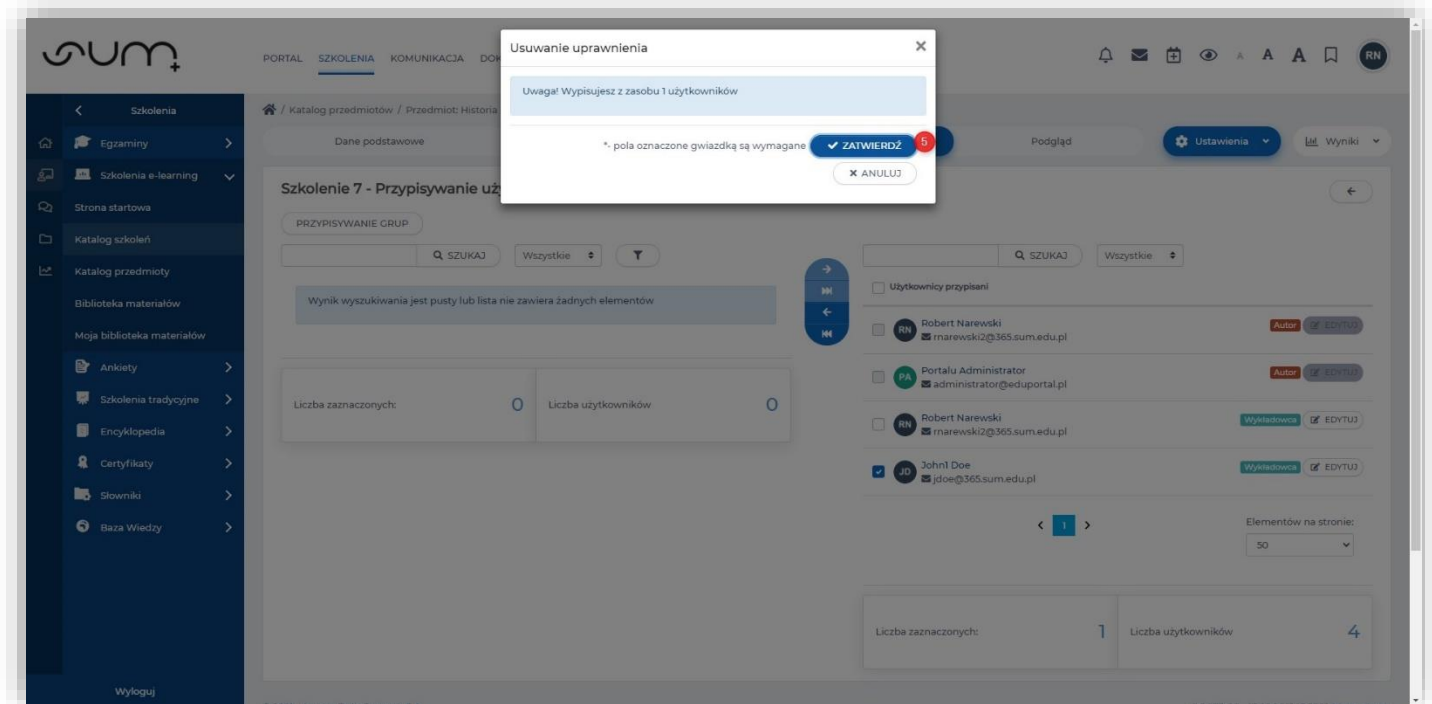 sum+
PORTAL SZKOLENIA KOMUNIKACJA DOK
A A A RN
Usuwanie uprawnienia ×
Uwaga! Wypisujesz z zasobu 1 użytkowników
*- pola oznaczone gwiazdką są wymagane ZATWIERDŹ 5
ANULUJ
Szkolenia
Egzaminy
Szkolenia e-learning
Strona startowa
Katalog szkoleń
Katalog przedmioty
Biblioteka materiałów
Moja biblioteka materiałów
Ankiety
Szkolenia tradycyjne
Encyklopedia
Certyfikaty
Słowniki
Baza Wiedzy
Wyloguj
/ Katalog przedmiotów / Przedmiot: Historia
Dane podstawowe Podgląd Ustawienia Wyniki
Szkolenie 7 - Przypisywanie uży
PRZYPISYWANIE GRUP
SZUKAJ Wszystkie
Wynik wyszukiwania jest pusty lub lista nie zawiera żadnych elementów
Liczba zaznaczonych: 0 Liczba użytkowników 0
SZUKAJ Wszystkie
Użytkownicy przypisani
RN Robert Narewski Autor EDYTUJ
rnarewski2@365.sum.edu.pl
PA Portalu Administrator Autor EDYTUJ
administrator@eduportal.pl
RN Robert Narewski Wykładowca EDYTUJ
rnarewski2@365.sum.edu.pl
JD John1 Doe Wykładowca EDYTUJ
jdoe@365.sum.edu.pl
1
Elementów na stronie:
50
Liczba zaznaczonych: 1 Liczba użytkowników 4